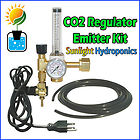 CO2 Regulator
Emitter Kit
Sunlight Hydroponics